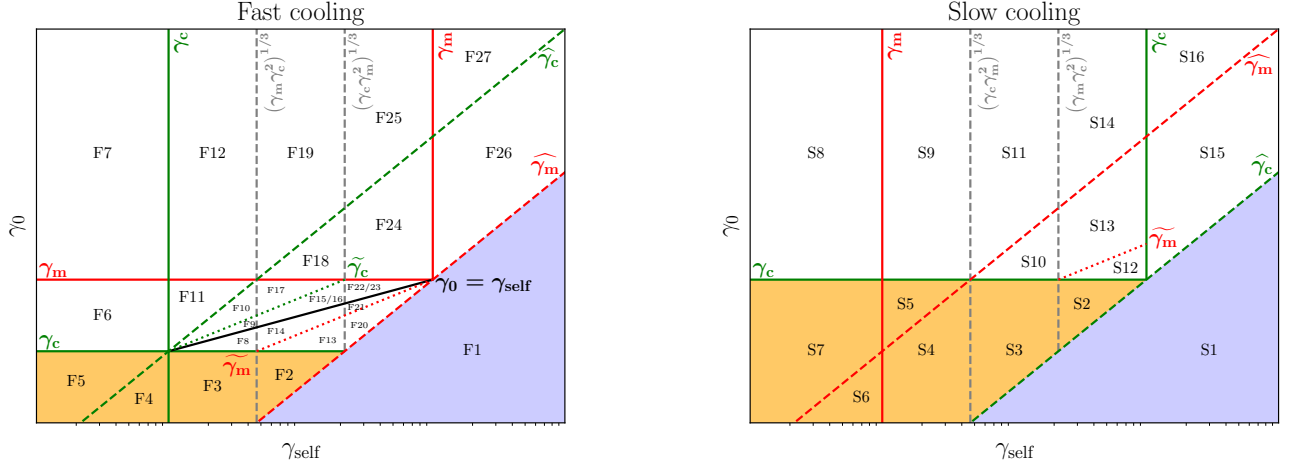 Fast cooling
γc
(γmγc²)^1/3
(γcγm²)^1/3
γm
F27
γ̂c
F25
F7
F12
F19
F26
γ̂m
γ0
F24
F18
γm
γ̃c
F17
F22/23
γ0 = γself
F11
F15/16
F10
F21
F6
F9
F14
F20
F8
F13
γc
γ̃m
F1
F5
F3
F2
F4
γself
Slow cooling
γm
(γcγm²)^1/3
(γmγc²)^1/3
γc
S16
γ̂m
S14
S8
S9
S11
S15
γ̂c
γ0
S13
γ̃m
S10
S12
γc
S5
S2
S7
S4
S3
S1
S6
γself